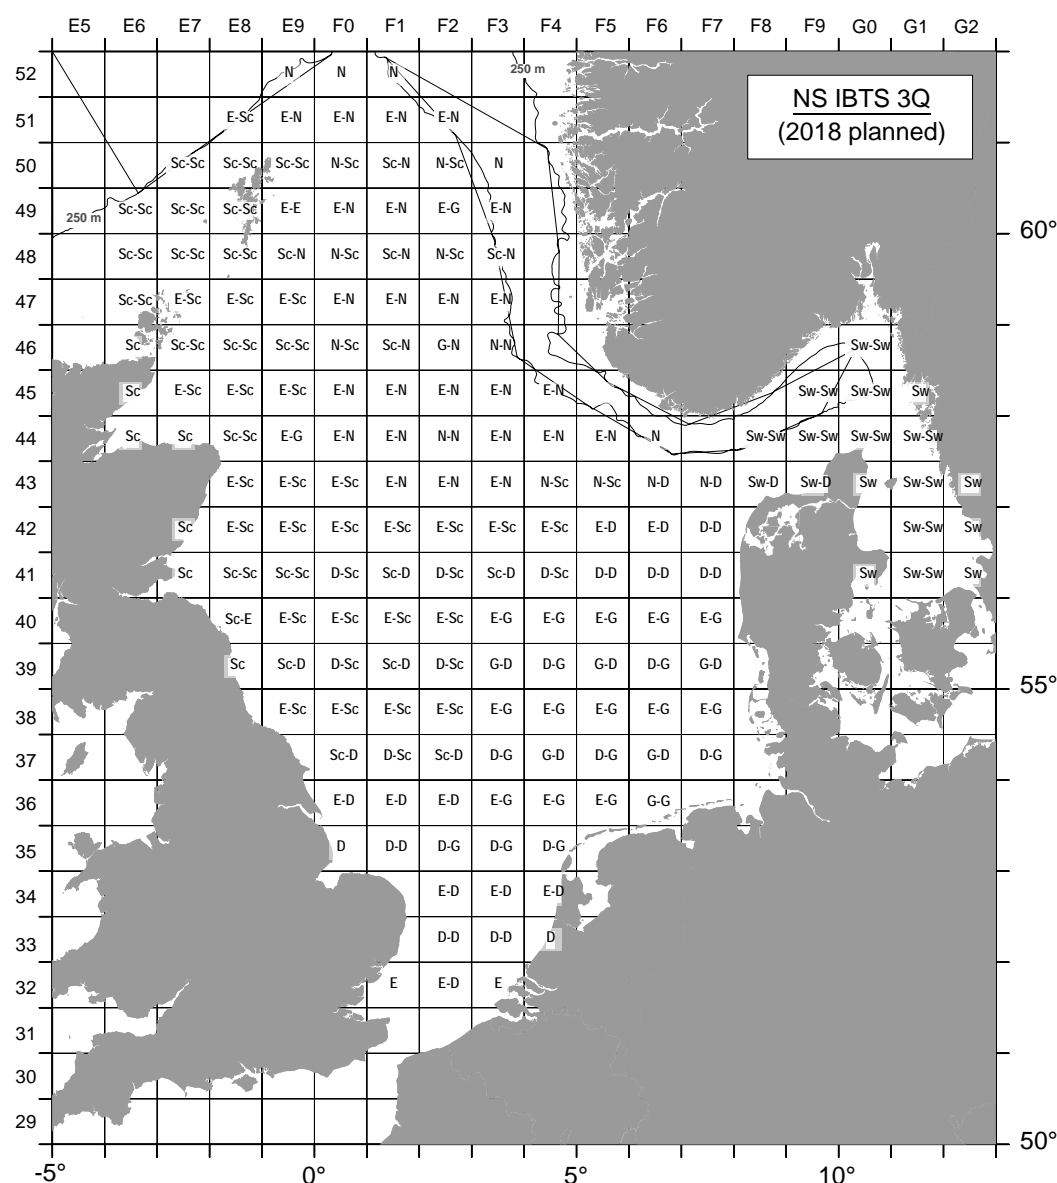 E5 E6 E7 E8 E9 F0 F1 F2 F3 F4 F5 F6 F7 F8 F9 G0 G1 G2
NS IBTS 3Q
(2018 planned)
52 N N N 250 m
51 E-Sc E-N E-N E-N E-N
50 Sc-Sc Sc-Sc Sc-Sc N-Sc Sc-N N-Sc N
49 250 m Sc-Sc Sc-Sc Sc-Sc E-E E-N E-N E-G E-N
60°
48 Sc-Sc Sc-Sc Sc-Sc Sc-N N-Sc Sc-N N-Sc Sc-N
47 Sc-Sc E-Sc E-Sc E-Sc E-N E-N E-N E-N
46 Sc Sc-Sc Sc-Sc Sc-Sc N-Sc Sc-N G-N N-N Sw-Sw
45 Sc E-Sc E-Sc E-Sc E-N E-N E-N E-N E-N Sw-Sw Sw-Sw Sw
44 Sc Sc Sc-Sc E-G E-N E-N N-N E-N E-N E-N N Sw-Sw Sw-Sw Sw-Sw Sw-Sw
43 E-Sc E-Sc E-Sc E-N E-N E-N N-Sc N-Sc N-D N-D Sw-D Sw-D Sw Sw-Sw Sw
42 Sc E-Sc E-Sc E-Sc E-Sc E-Sc E-Sc E-Sc E-D E-D D-D Sw-Sw Sw
41 Sc Sc-Sc Sc-Sc D-Sc Sc-D D-Sc Sc-D D-Sc D-D D-D D-D Sw Sw-Sw Sw
40 Sc-E E-Sc E-Sc E-Sc E-Sc E-G E-G E-G E-G E-G
39 Sc Sc-D D-Sc Sc-D D-Sc G-D D-G G-D D-G G-D
55°
38 E-Sc E-Sc E-Sc E-Sc E-G E-G E-G E-G E-G
37 Sc-D D-Sc Sc-D D-G G-D D-G G-D D-G
36 E-D E-D E-D E-G E-G E-G G-G
35 D D-D D-G D-G D-G
34 E-D E-D E-D
33 D-D D-D D
32 E E-D E
31
30
29
50°
-5° 0° 5° 10°